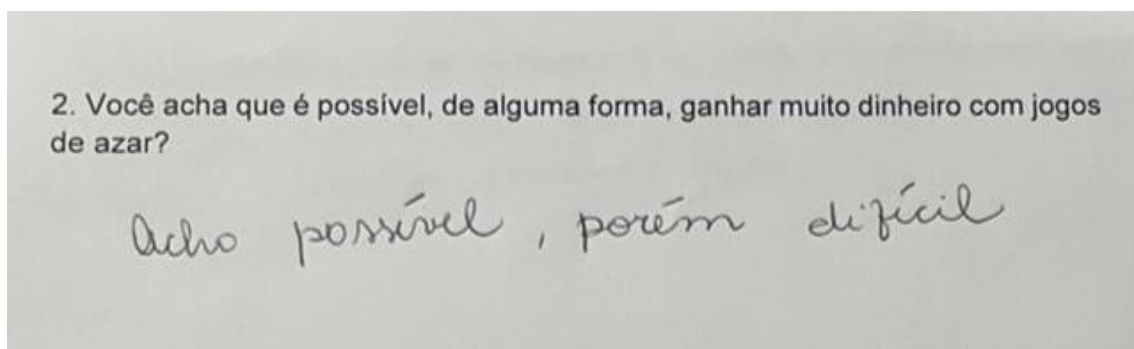 2. Você acha que é possível, de alguma forma, ganhar muito dinheiro com jogos
de azar?
Acho possível, porém difícil